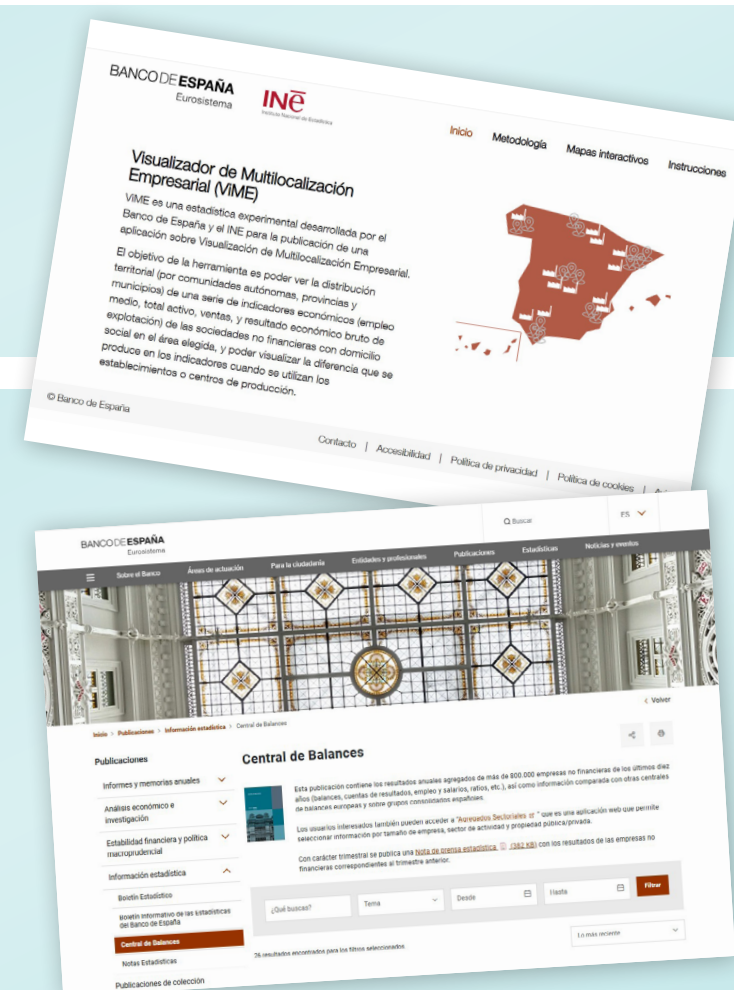 BANCO DE ESPAÑA
Eurosistema
INE
Instituto Nacional de Estadística
Inicio
Metodología
Mapas interactivos
Instrucciones
Visualizador de Multilocalización
Empresarial (ViME)
ViME es una estadística experimental desarrollada por el
Banco de España y el INE para la publicación de una
aplicación sobre Visualización de Multilocalización Empresarial.
El objetivo de la herramienta es poder ver la distribución
territorial (por comunidades autónomas, provincias y
municipios) de una serie de indicadores económicos (empleo
medio, total activo, ventas, y resultado económico bruto de
explotación) de las sociedades no financieras con domicilio
social en el área elegida, y poder visualizar la diferencia que se
produce en los indicadores cuando se utilizan los
establecimientos o centros de producción.
© Banco de España
Contacto | Accesibilidad | Política de privacidad | Política de cookies |
BANCO DE ESPAÑA
Eurosistema
Buscar
ES
Sobre el Banco
Áreas de actuación
Para la ciudadanía
Entidades y profesionales
Publicaciones
Estadísticas
Noticias y eventos
< Volver
Inicio > Publicaciones > Información estadística > Central de Balances
Publicaciones
Informes y memorias anuales
Análisis económico e
investigación
Estabilidad financiera y política
macroprudencial
Información estadística
Boletín Estadístico
Boletín Informativo de las Estadísticas
del Banco de España
Central de Balances
Notas Estadísticas
Publicaciones de colección
Central de Balances
Esta publicación contiene los resultados anuales agregados de más de 800.000 empresas no financieras de los últimos diez
años (balances, cuentas de resultados, empleo y salarios, ratios, etc.), así como información comparada con otras centrales
de balances europeas y sobre grupos consolidados españoles.
Los usuarios interesados también pueden acceder a "Agregados Sectoriales " que es una aplicación web que permite
seleccionar información por tamaño de empresa, sector de actividad y propiedad pública/privada.
Con carácter trimestral se publica una Nota de prensa estadística (382 KB) con los resultados de las empresas no
financieras correspondientes al trimestre anterior.
¿Qué buscas?
Tema
Desde
Hasta
Filtrar
26 resultados encontrados para los filtros seleccionados
Lo más reciente